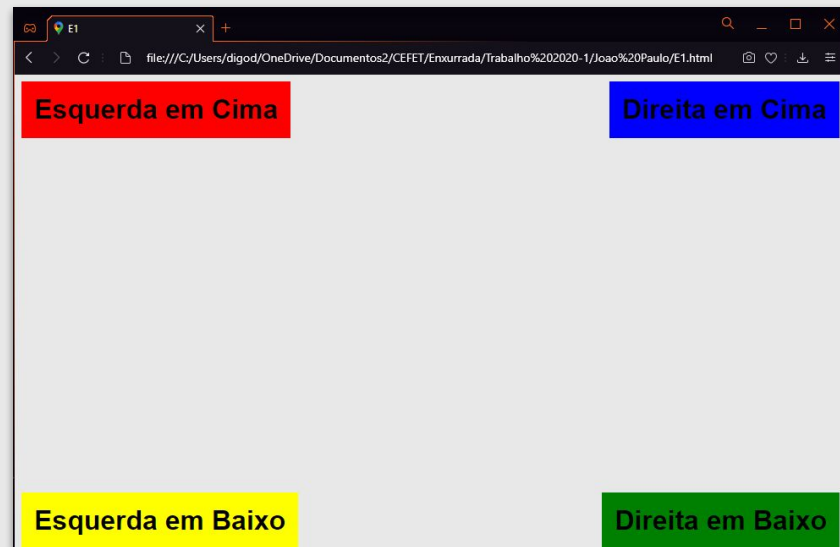 E1
file:///C:/Users/digod/OneDrive/Documentos2/CEFET/Enxurrada/Trabalho%202020-1/Joao%20Paulo/E1.html
Esquerda em Cima
Direita em Cima
Esquerda em Baixo
Direita em Baixo